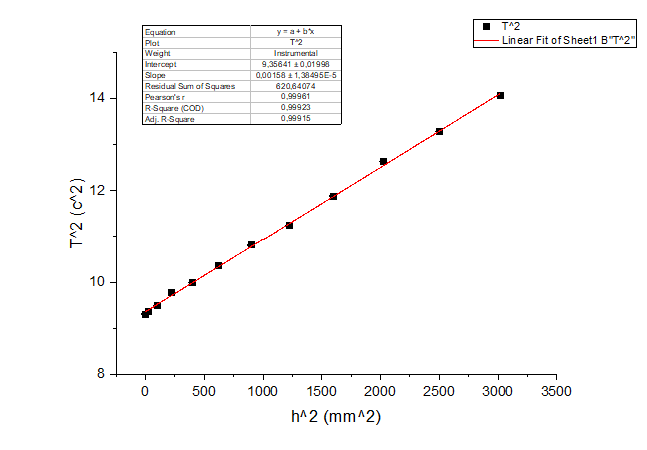 Equation y = a + b*x
Plot T^2
Weight Instrumental
Intercept 9,35641 ± 0,01998
Slope 0,00158 ± 1,38495E-5
Residual Sum of Squares 620,64074
Pearson's r 0,99961
R-Square (COD) 0,99923
Adj. R-Square 0,99915
T^2
Linear Fit of Sheet1 B"T^2"
14
12
10
8
T^2 (c^2)
0 500 1000 1500 2000 2500 3000 3500
h^2 (mm^2)